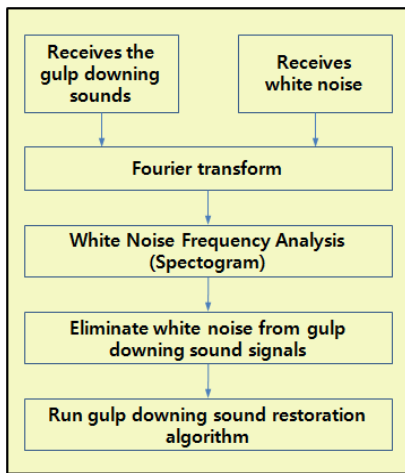 Receives the
gulp downing
sounds
Receives
white noise
Fourier transform
White Noise Frequency Analysis
(Spectogram)
Eliminate white noise from gulp
downing sound signals
Run gulp downing sound restoration
algorithm